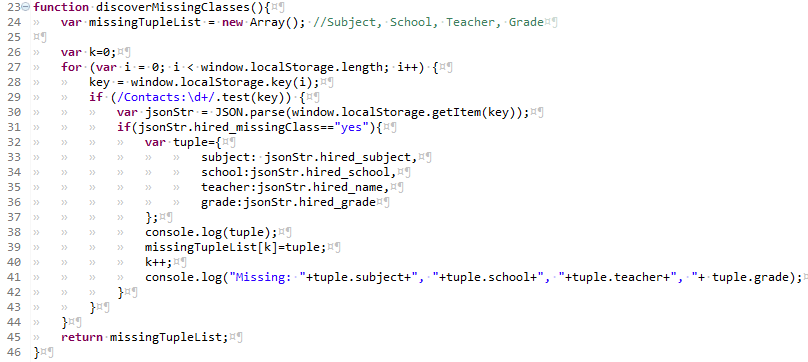 23 function discoverMissingClasses(){¤¶
24 » var·missingTupleList·=·new·Array();·//Subject,·School,·Teacher,·Grade¤¶
25 ¤¶
26 » var·k=0;¤¶
27 » for·(var·i·=·0;·i·<·window.localStorage.length;·i++)·{¤¶
28 » » key·=·window.localStorage.key(i);¤¶
29 » » if·(/Contacts:\d+/.test(key))·{¤¶
30 » » » var·jsonStr·=·JSON.parse(window.localStorage.getItem(key));¤¶
31 » » » if(jsonStr.hired_missingClass=="yes"){¤¶
32 » » » » var·tuple={¤¶
33 » » » » » » subject:·jsonStr.hired_subject,¤¶
34 » » » » » » school:jsonStr.hired_school,¤¶
35 » » » » » » teacher:jsonStr.hired_name,¤¶
36 » » » » » » grade:jsonStr.hired_grade¤¶
37 » » » » };¤¶
38 » » » » console.log(tuple);¤¶
39 » » » » missingTupleList[k]=tuple;¤¶
40 » » » » k++;¤¶
41 » » » » console.log("Missing:·"+tuple.subject+",·"+tuple.school+",·"+tuple.teacher+",·"+·tuple.grade);¤¶
42 » » » }¤¶
43 » » }¤¶
44 » }¤¶
45 » return·missingTupleList;¤¶
46 }¤¶